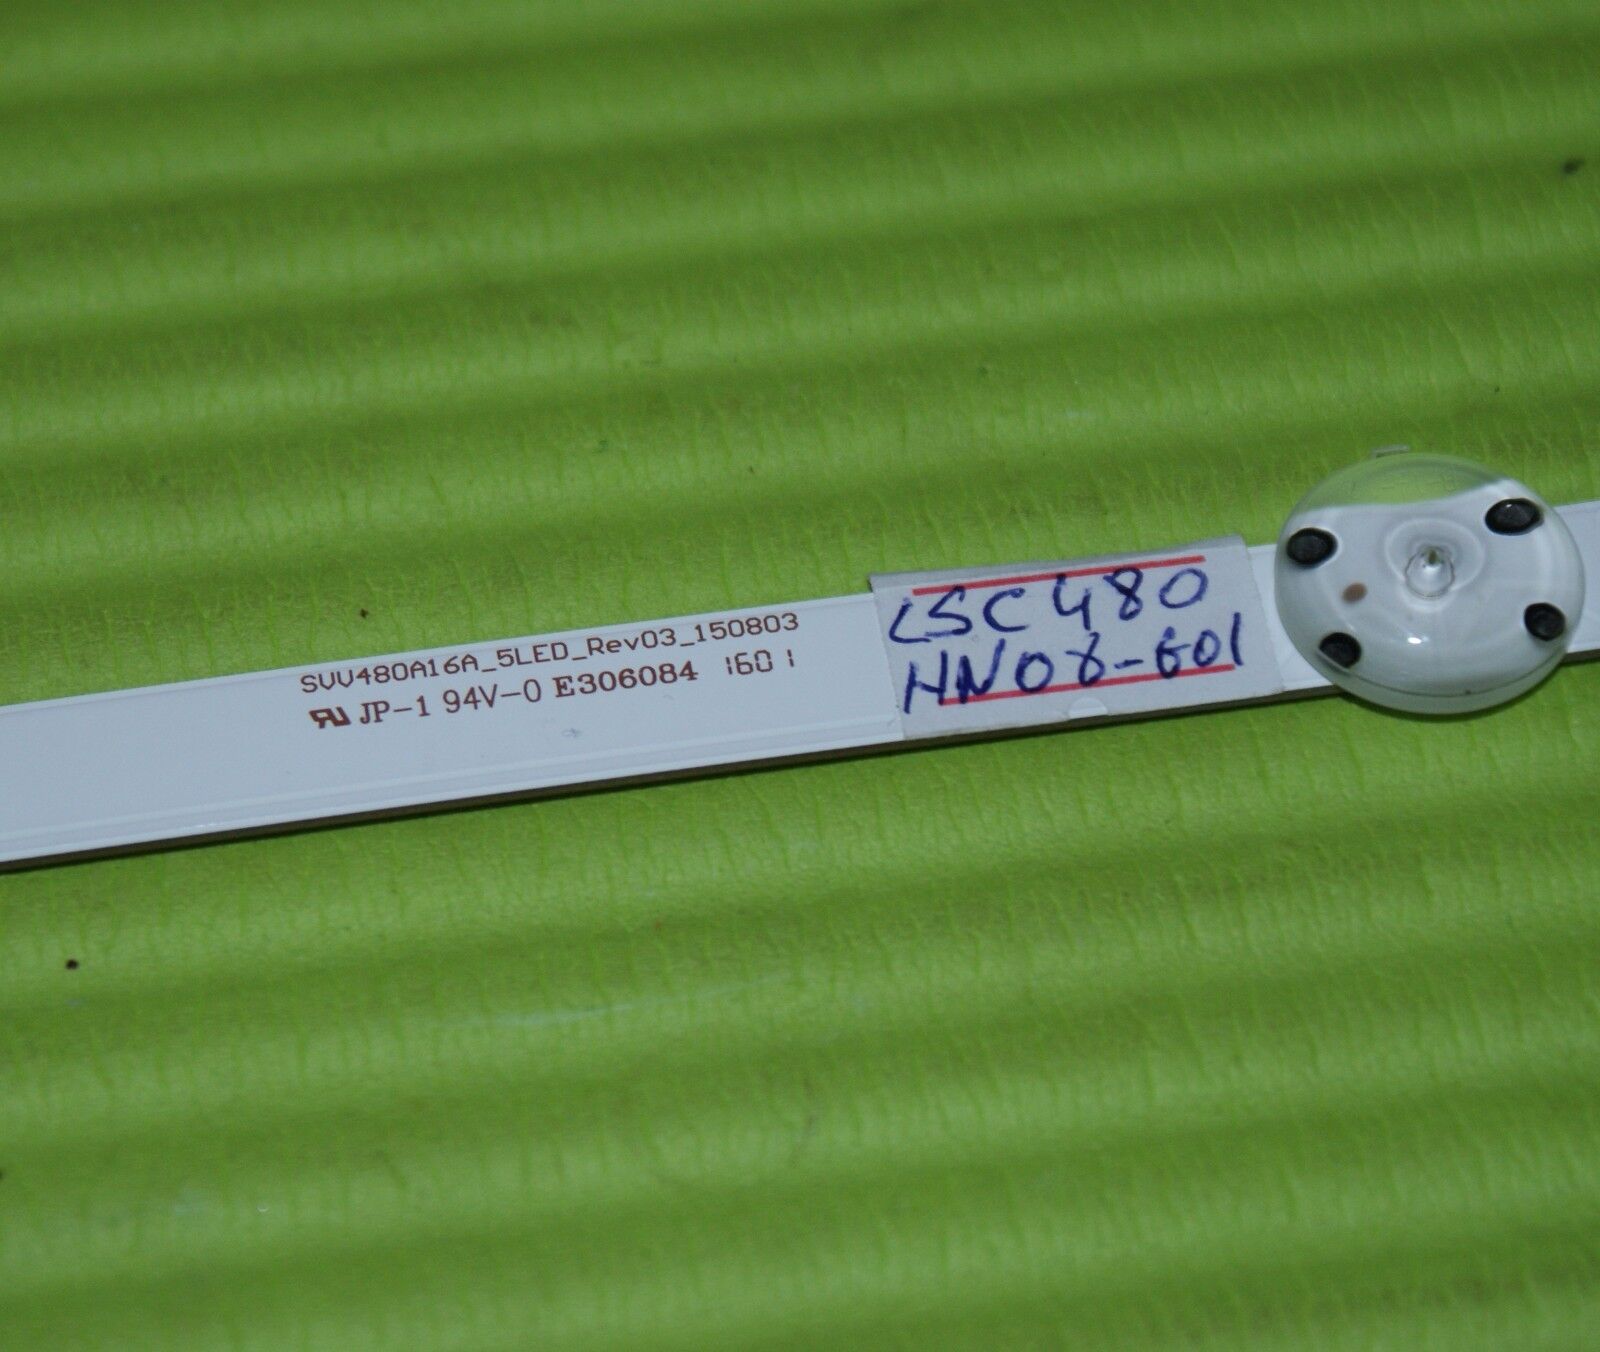 SVV480A16A_5LED_Rev03_150803
JP-1 94V-0 E306084 1601
LSC480
HN08-G01